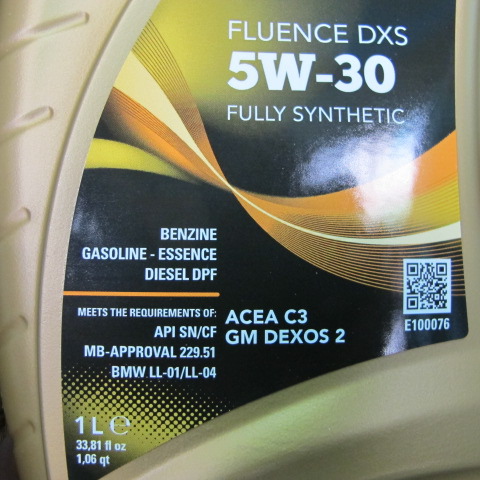 FLUENCE DXS
5W-30
FULLY SYNTHETIC
BENZINE
GASOLINE - ESSENCE
DIESEL DPF
MEETS THE REQUIREMENTS OF:
API SN/CF
MB-APPROVAL 229.51
BMW LL-01/LL-04
ACEA C3
GM DEXOS 2
E100076
1 L ℮
33,81 fl oz
1,06 qt